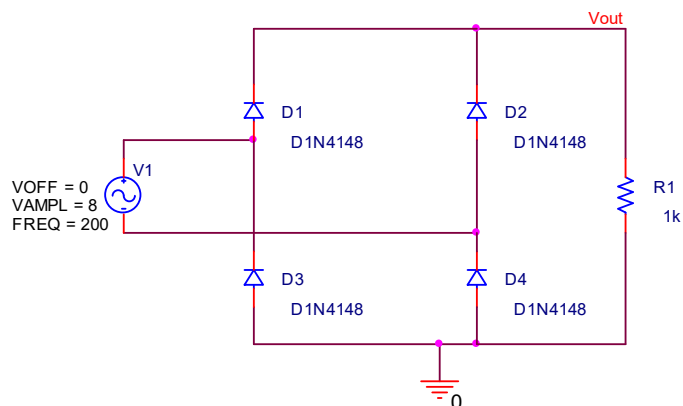 Vout
D1
D1N4148
D2
D1N4148
V1
VOFF = 0
VAMPL = 8
FREQ = 200
R1
1k
D3
D1N4148
D4
D1N4148
0